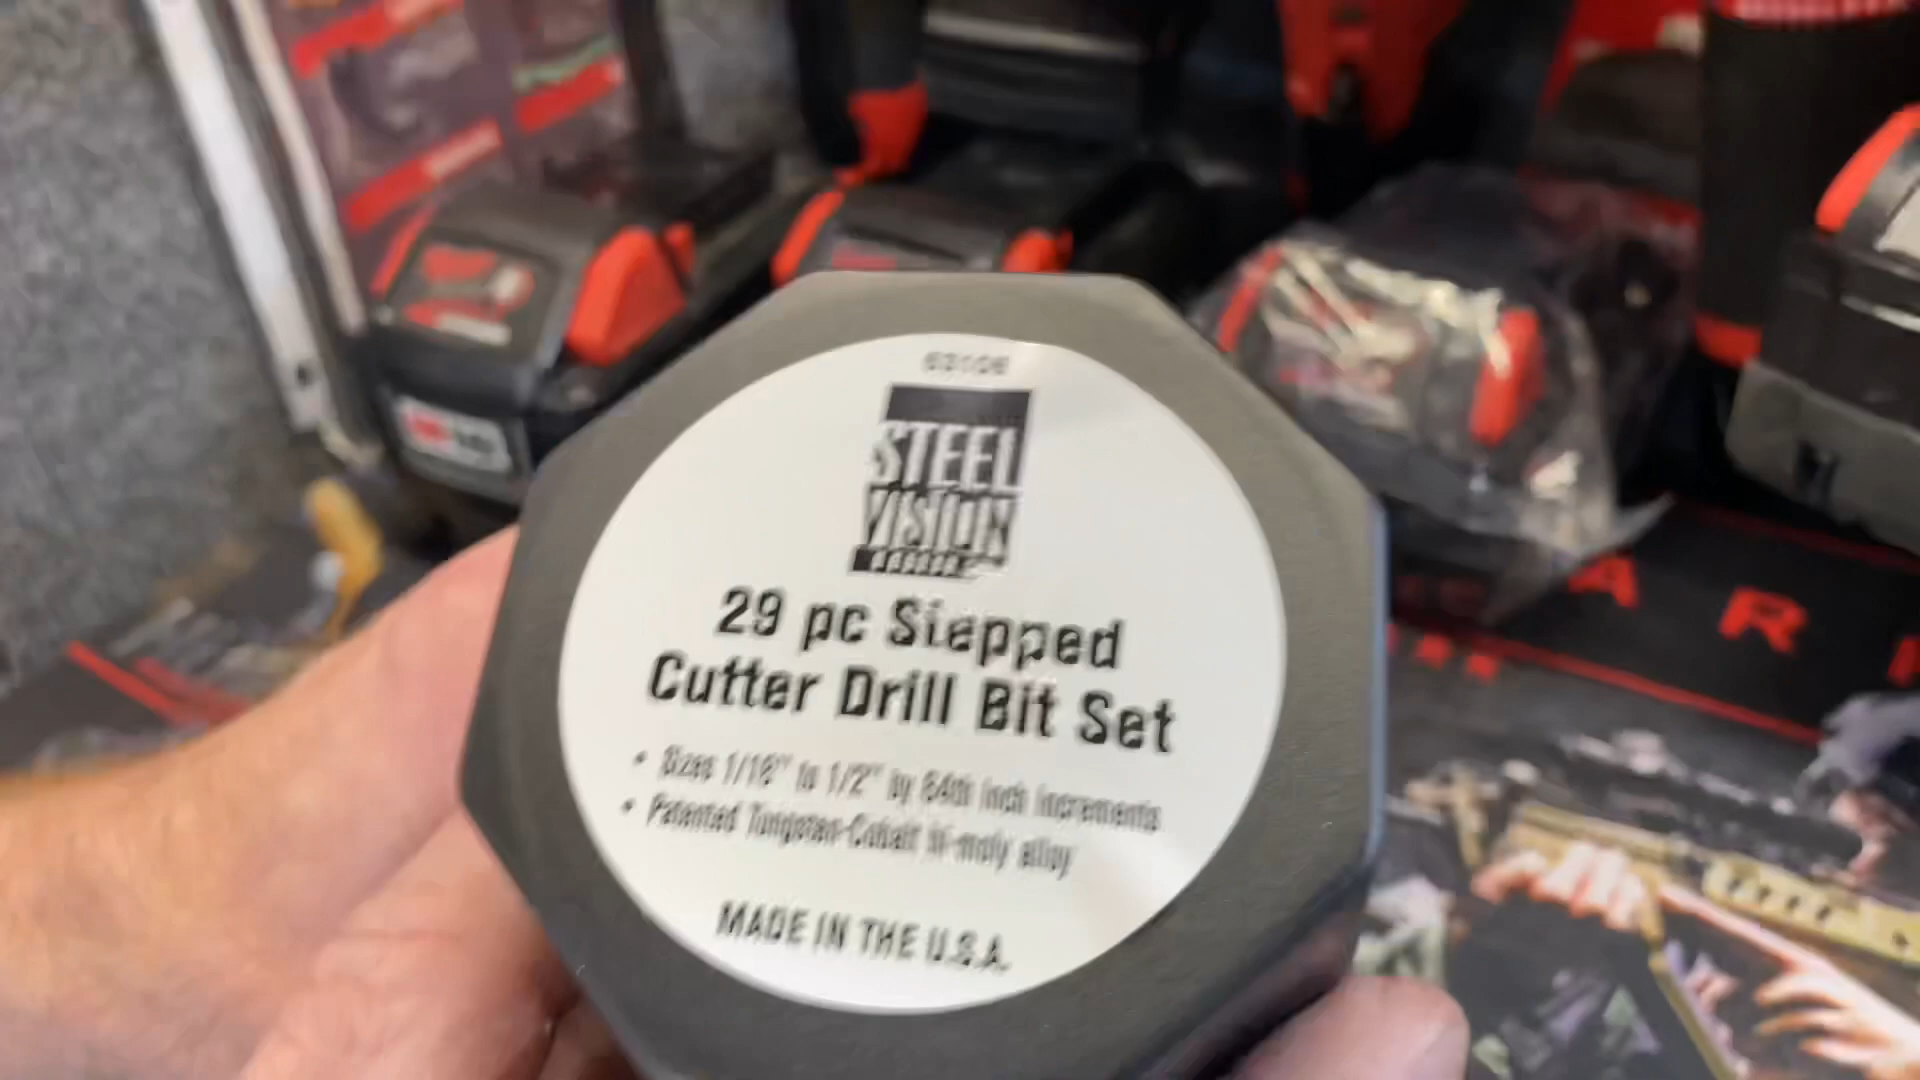 63106
STEEL
VISION
29 pc Stepped
Cutter Drill Bit Set
• Sizes 1/16" to 1/2" by 64th inch increments
• Patented Tungsten-Cobalt hi-moly alloy
MADE IN THE U.S.A.
A R